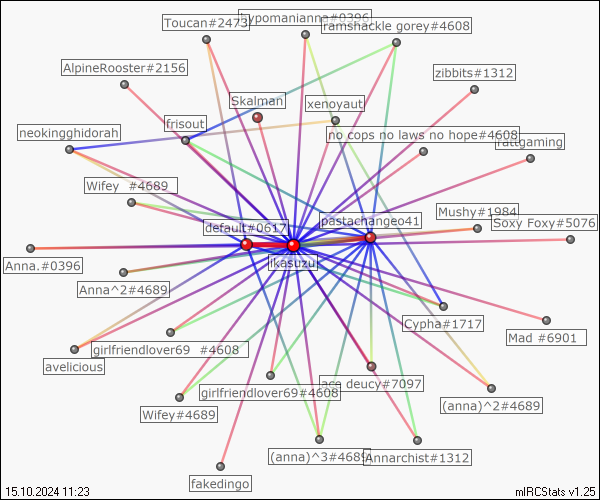 hypomanianna#0396
Toucan#2473
ramshackle gorey#4608
AlpineRooster#2156
zibbits#1312
Skalman
xenoyaut
frisout
neokingghidorah
no cops no laws no hope#4608
rattgaming
Wifey #4689
Mushy#1984
pastachangeo41
Soxy Foxy#5076
default#0617
Anna.#0396
ikasuzu
Anna^2#4689
Cypha#1717
Mad #6901
girlfriendlover69 #4608
avelicious
ace deucy#7097
girlfriendlover69#4608
(anna)^2#4689
Wifey#4689
(anna)^3#4689
Annarchist#1312
fakedingo
15.10.2024 11:23
mIRCStats v1.25